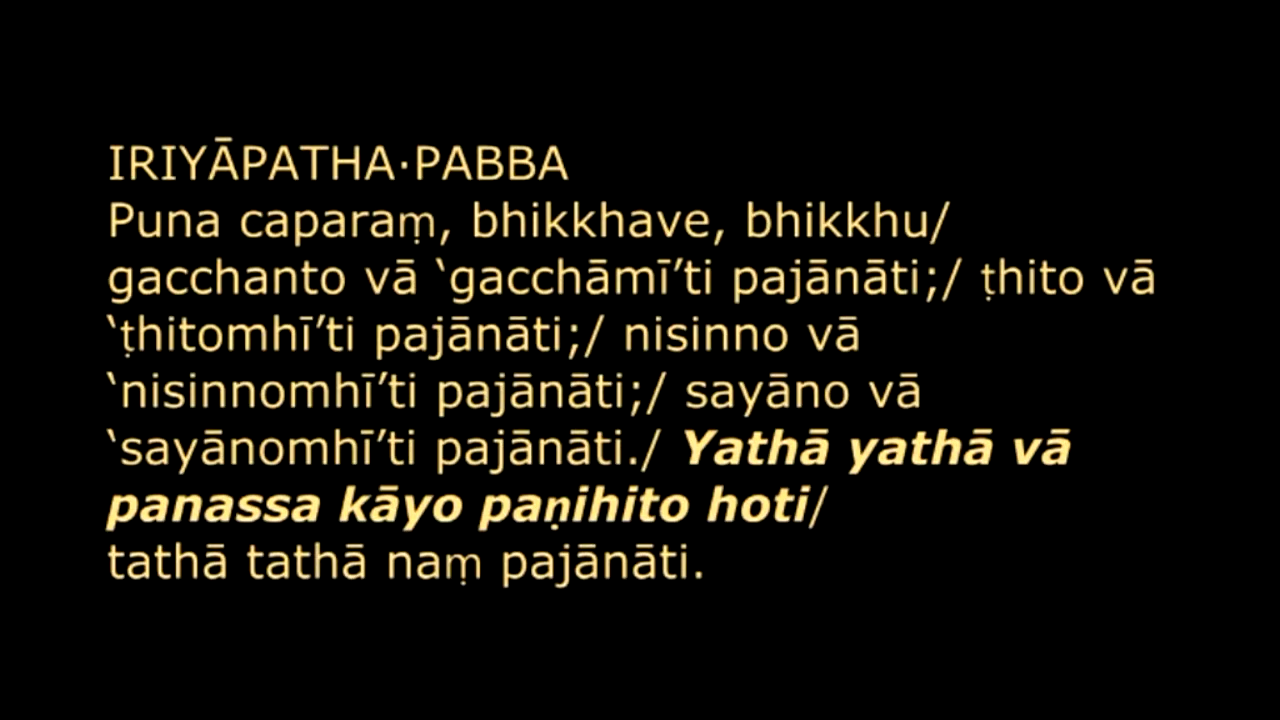 IRIYĀPATHA·PABBA
Puna caparaṃ, bhikkhave, bhikkhu/
gacchanto vā ‘gacchāmī’ti pajānāti;/ ṭhito vā
‘ṭhitomhī’ti pajānāti;/ nisinno vā
‘nisinnomhī’ti pajānāti;/ sayāno vā
‘sayānomhī’ti pajānāti./ Yathā yathā vā
panassa kāyo paṇihito hoti/
tathā tathā naṃ pajānāti.